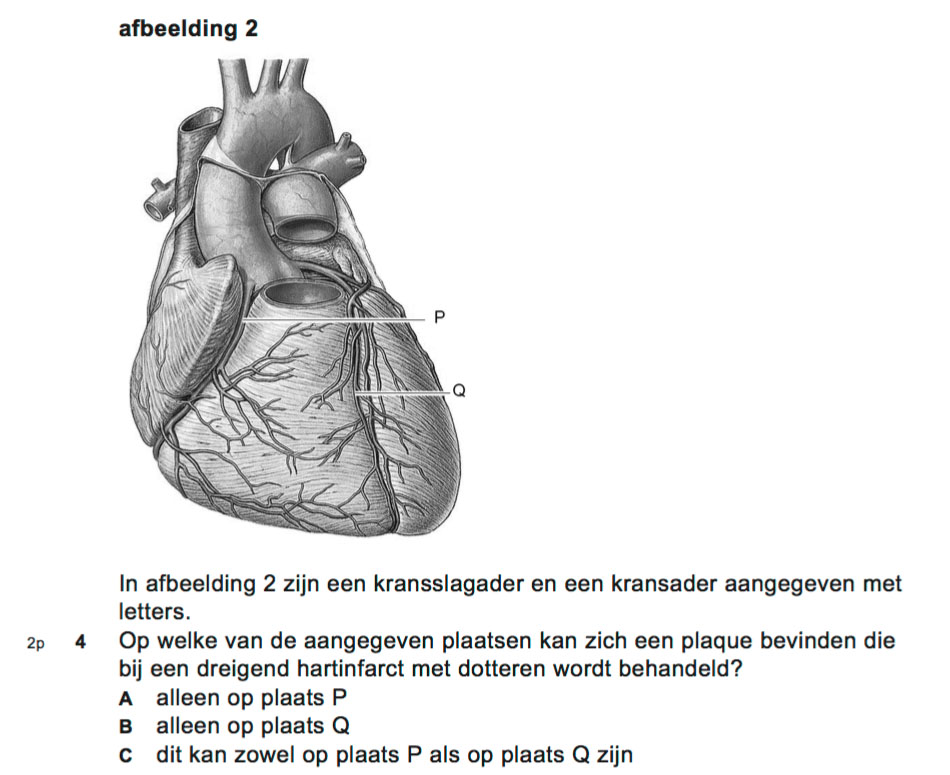 afbeelding 2
P
Q
In afbeelding 2 zijn een kransslagader en een kransader aangegeven met
letters.
2p 4 Op welke van de aangegeven plaatsen kan zich een plaque bevinden die
bij een dreigend hartinfarct met dotteren wordt behandeld?
A alleen op plaats P
B alleen op plaats Q
C dit kan zowel op plaats P als op plaats Q zijn